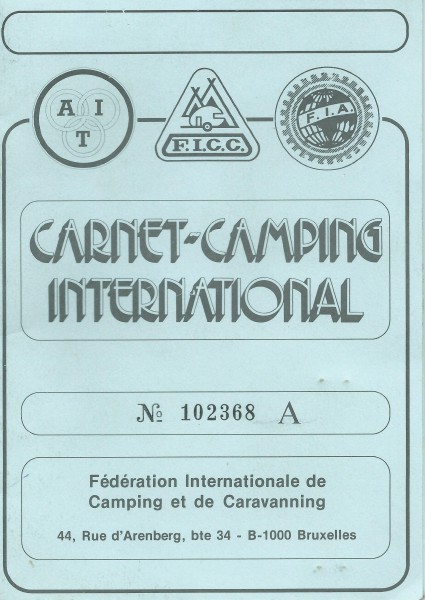 A I
T
F.I.C.C.
F.I.A.
CARNET-CAMPING
INTERNATIONAL
№ 102368 A
Fédération Internationale de
Camping et de Caravanning
44, Rue d'Arenberg, bte 34 - B-1000 Bruxelles